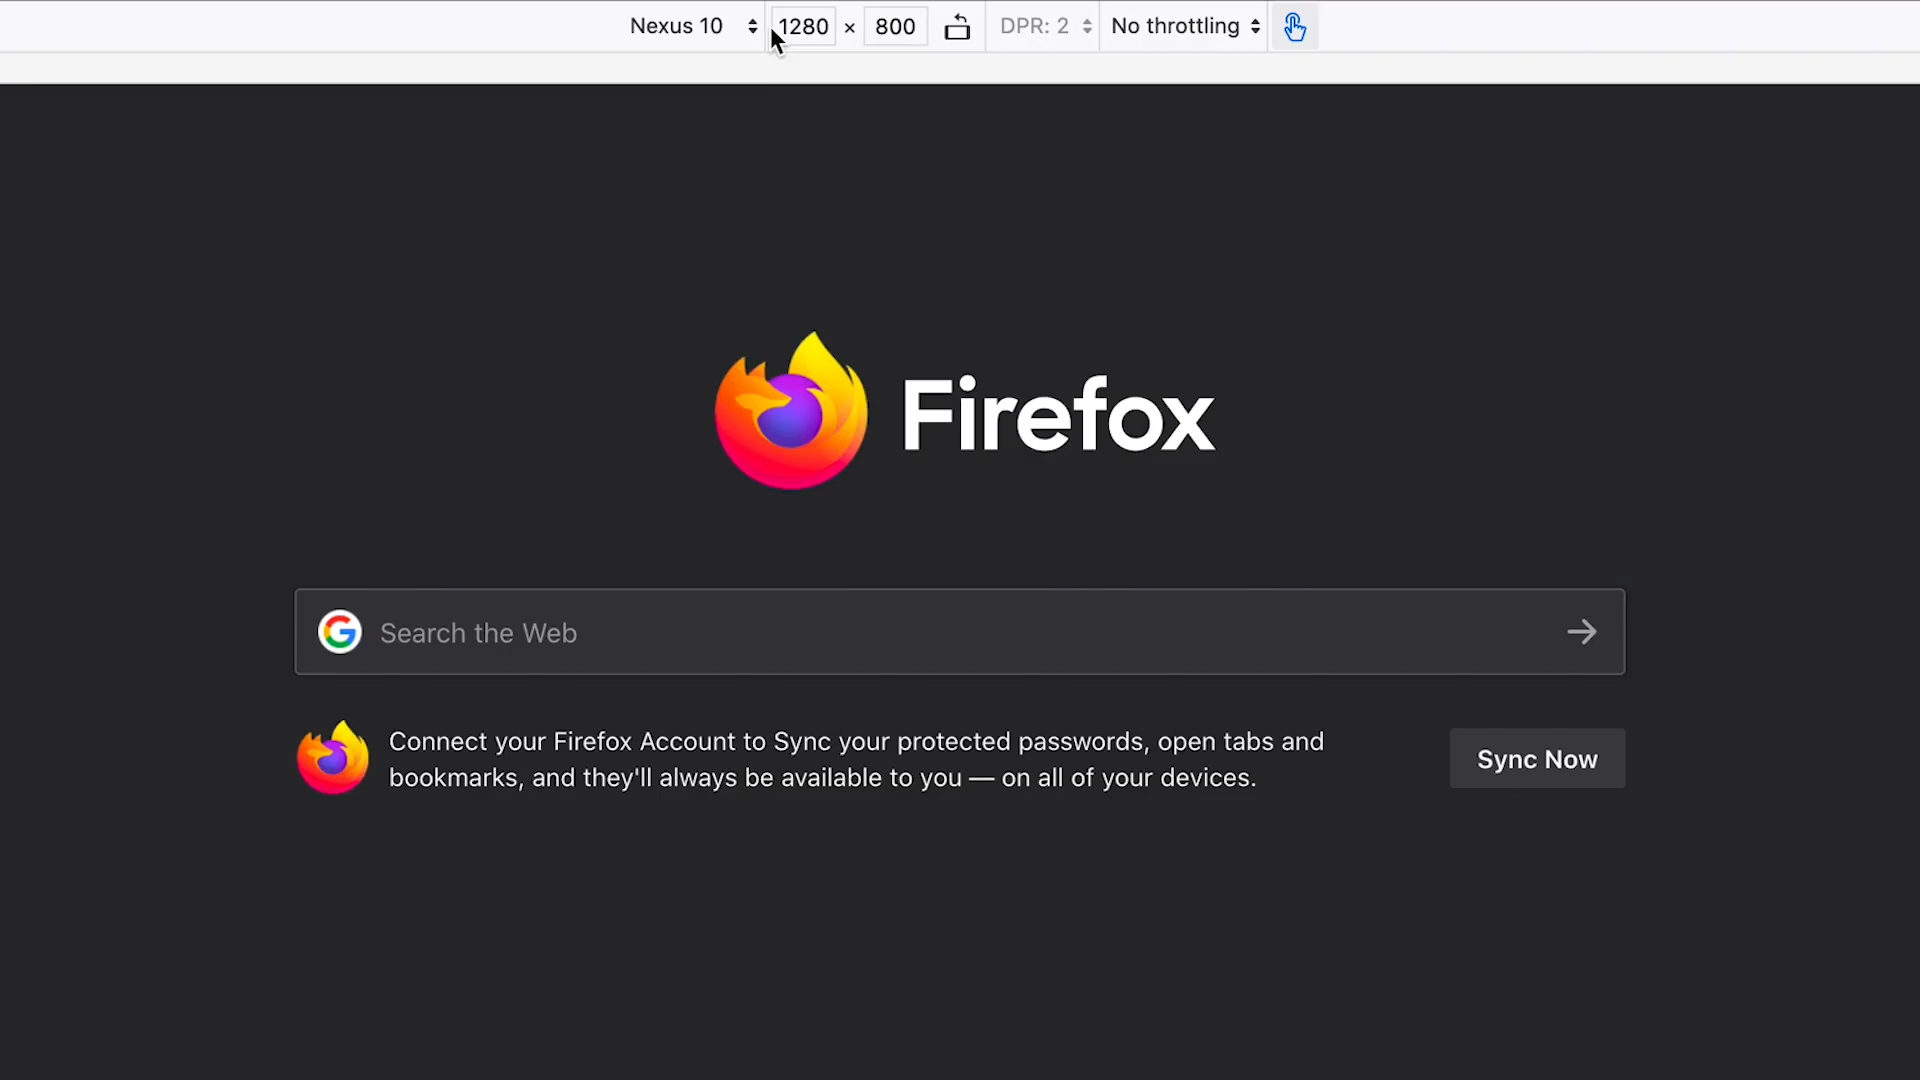 Nexus 10 1280 × 800 DPR: 2 No throttling
Firefox
Search the Web
Connect your Firefox Account to Sync your protected passwords, open tabs and
bookmarks, and they'll always be available to you — on all of your devices.
Sync Now